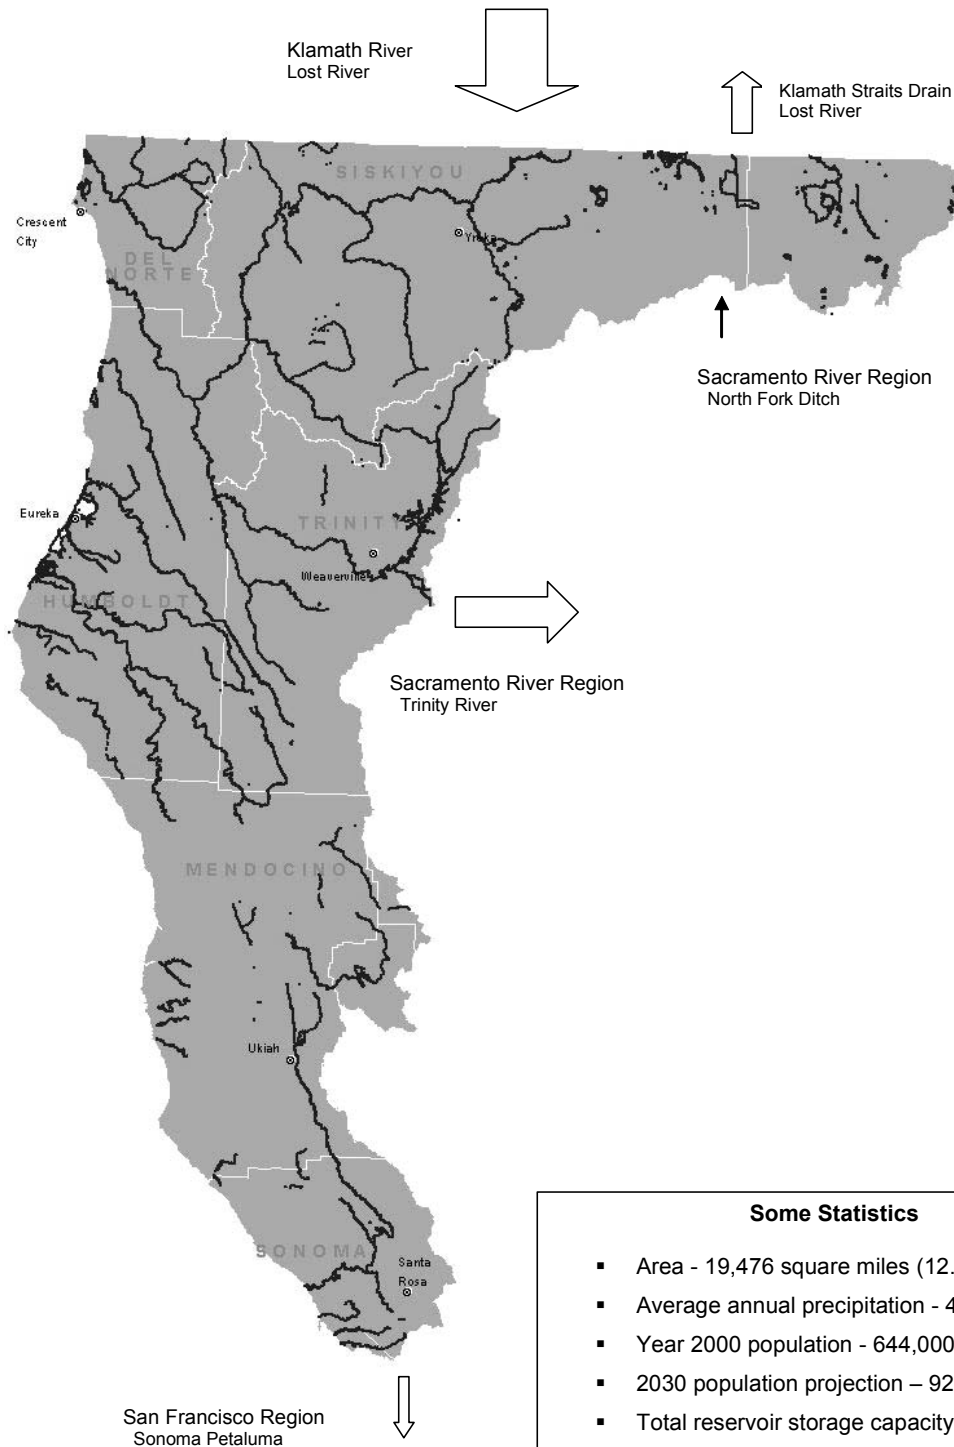 Klamath River
Lost River
Klamath Straits Drain
Lost River
SISKIYOU
Crescent
City
Yreka
DEL
NORTE
Sacramento River Region
North Fork Ditch
Eureka
TRINITY
Weaverville
HUMBOLDT
Sacramento River Region
Trinity River
MENDOCINO
Ukiah
SONOMA
Santa
Rosa
San Francisco Region
Sonoma Petaluma
Some Statistics
▪ Area - 19,476 square miles (12.
▪ Average annual precipitation - 4
▪ Year 2000 population - 644,000
▪ 2030 population projection – 92
▪ Total reservoir storage capacity